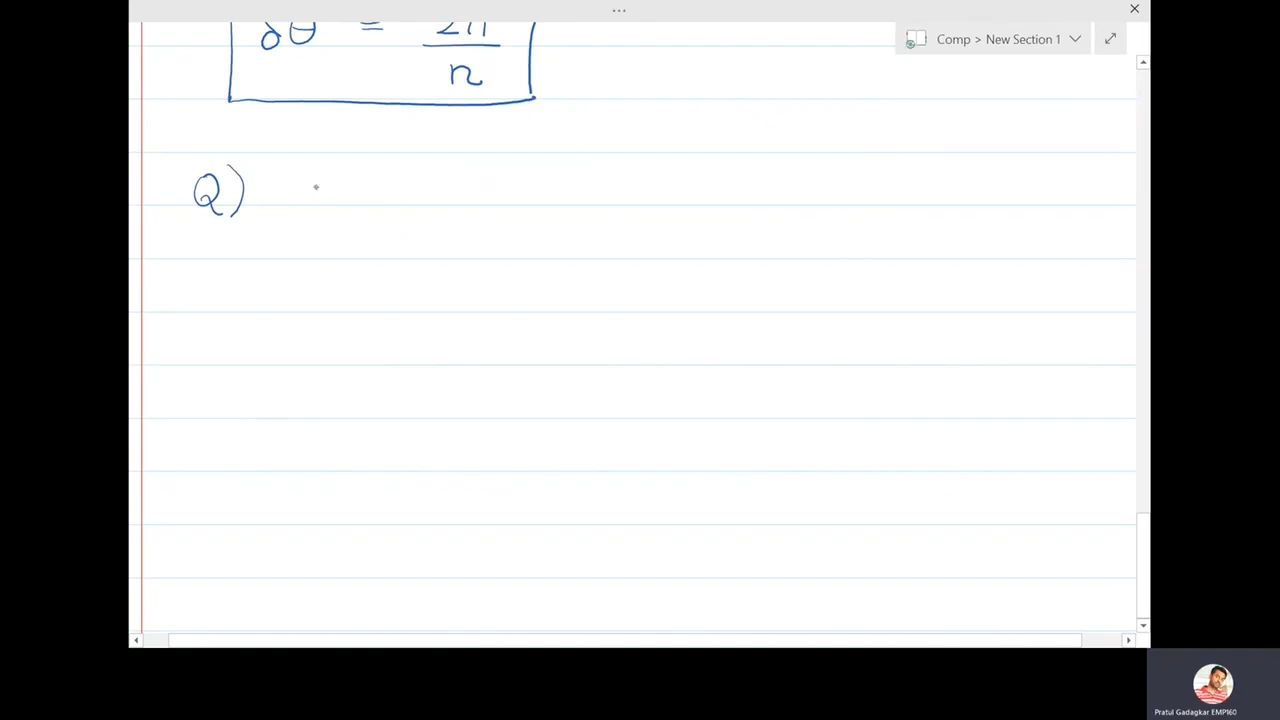 Comp > New Section 1
δθ = 2π
n
Q)
Pratul Gadagkar EMP160